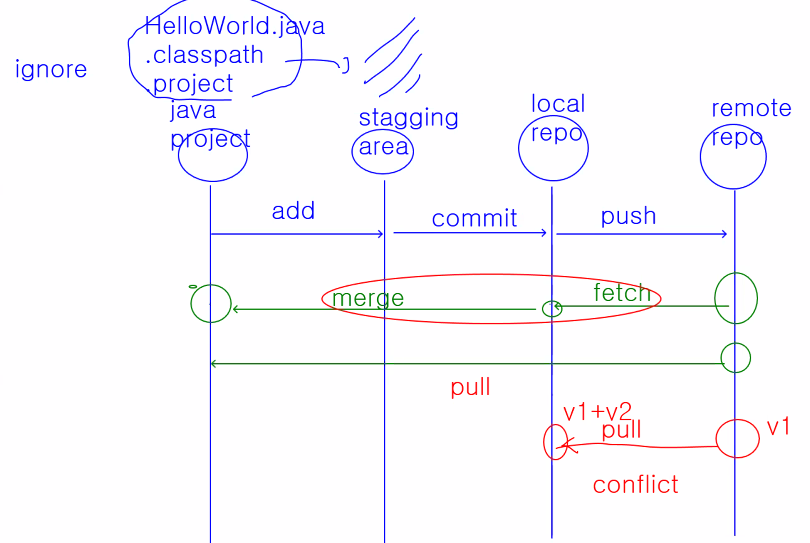 HelloWorld.java
.classpath
.project
ignore
java
project
stagging
area
local
repo
remote
repo
add
commit
push
merge
fetch
pull
v1+v2
pull
v1
conflict